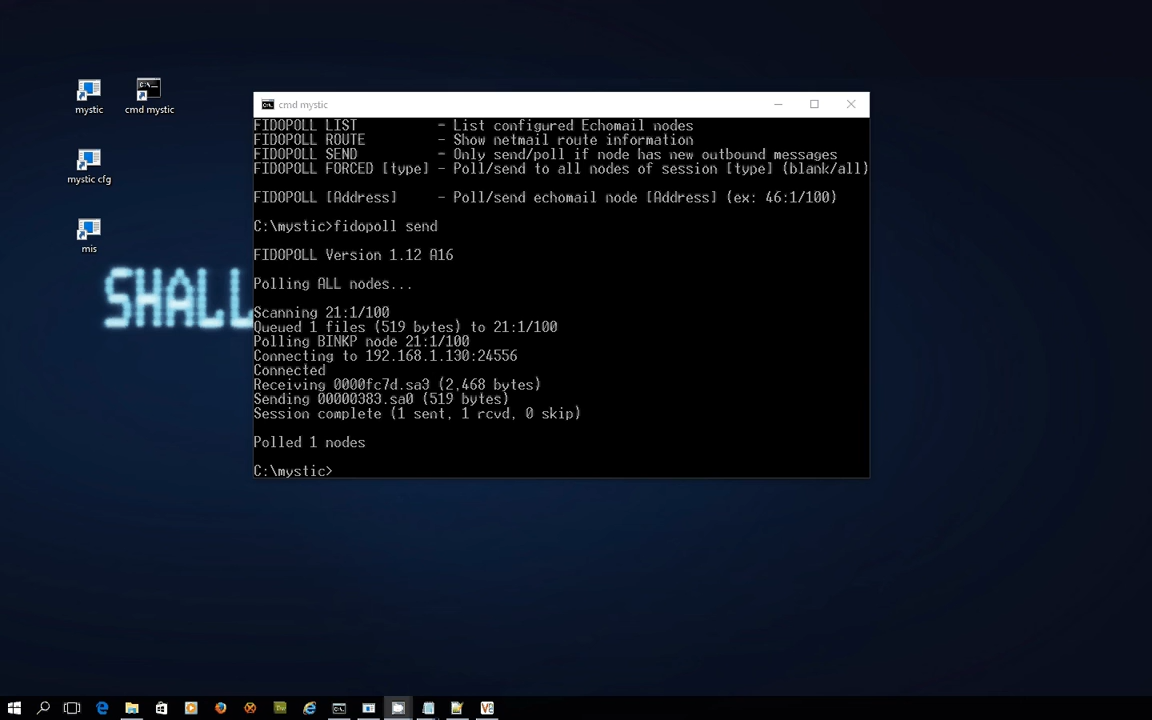 mystic
cmd mystic
mystic cfg
mis
SHALL
cmd mystic
FIDOPOLL LIST - List configured Echomail nodes
FIDOPOLL ROUTE - Show netmail route information
FIDOPOLL SEND - Only send/poll if node has new outbound messages
FIDOPOLL FORCED [type] - Poll/send to all nodes of session [type] (blank/all)
FIDOPOLL [Address] - Poll/send echomail node [Address] (ex: 46:1/100)
C:\mystic>fidopoll send
FIDOPOLL Version 1.12 A16
Polling ALL nodes...
Scanning 21:1/100
Queued 1 files (519 bytes) to 21:1/100
Polling BINKP node 21:1/100
Connecting to 192.168.1.130:24556
Connected
Receiving 0000fc7d.sa3 (2,468 bytes)
Sending 00000383.sa0 (519 bytes)
Session complete (1 sent, 1 rcvd, 0 skip)
Polled 1 nodes
C:\mystic>